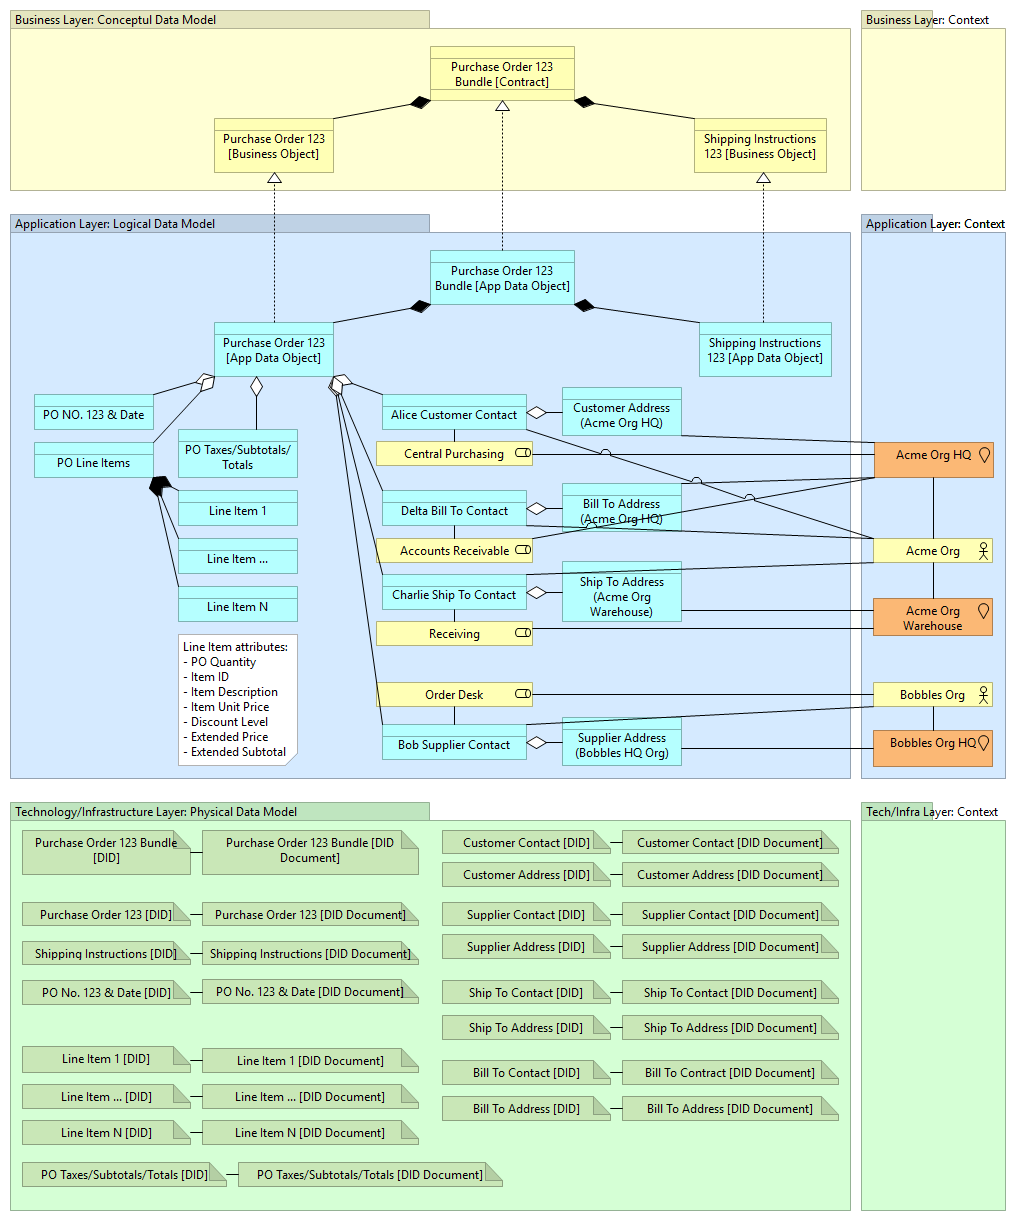 Business Layer: Conceptul Data Model
Business Layer: Context
Purchase Order 123
Bundle [Contract]
Purchase Order 123
[Business Object]
Shipping Instructions
123 [Business Object]
Application Layer: Logical Data Model
Application Layer: Context
Purchase Order 123
Bundle [App Data Object]
Purchase Order 123
[App Data Object]
Shipping Instructions
123 [App Data Object]
PO NO. 123 & Date
PO Line Items
PO Taxes/Subtotals/
Totals
Line Item 1
Line Item ...
Line Item N
Line Item attributes:
- PO Quantity
- Item ID
- Item Description
- Item Unit Price
- Discount Level
- Extended Price
- Extended Subtotal
Alice Customer Contact
Customer Address
(Acme Org HQ)
Central Purchasing
Acme Org HQ
Delta Bill To Contact
Bill To Address
(Acme Org HQ)
Accounts Receivable
Acme Org
Charlie Ship To Contact
Ship To Address
(Acme Org
Warehouse)
Receiving
Acme Org
Warehouse
Order Desk
Bobbles Org
Bob Supplier Contact
Supplier Address
(Bobbles HQ Org)
Bobbles Org HQ
Technology/Infrastructure Layer: Physical Data Model
Tech/Infra Layer: Context
Purchase Order 123 Bundle
[DID]
Purchase Order 123 Bundle [DID
Document]
Purchase Order 123 [DID]
Purchase Order 123 [DID Document]
Shipping Instructions [DID]
Shipping Instructions [DID Document]
PO No. 123 & Date [DID]
PO No. 123 & Date [DID Document]
Line Item 1 [DID]
Line Item 1 [DID Document]
Line Item ... [DID]
Line Item ... [DID Document]
Line Item N [DID]
Line Item N [DID Document]
PO Taxes/Subtotals/Totals [DID]
PO Taxes/Subtotals/Totals [DID Document]
Customer Contact [DID]
Customer Contact [DID Document]
Customer Address [DID]
Customer Address [DID Document]
Supplier Contact [DID]
Supplier Contact [DID Document]
Supplier Address [DID]
Supplier Address [DID Document]
Ship To Contact [DID]
Ship To Contact [DID Document]
Ship To Address [DID]
Ship To Address [DID Document]
Bill To Contact [DID]
Bill To Contract [DID Document]
Bill To Address [DID]
Bill To Address [DID Document]